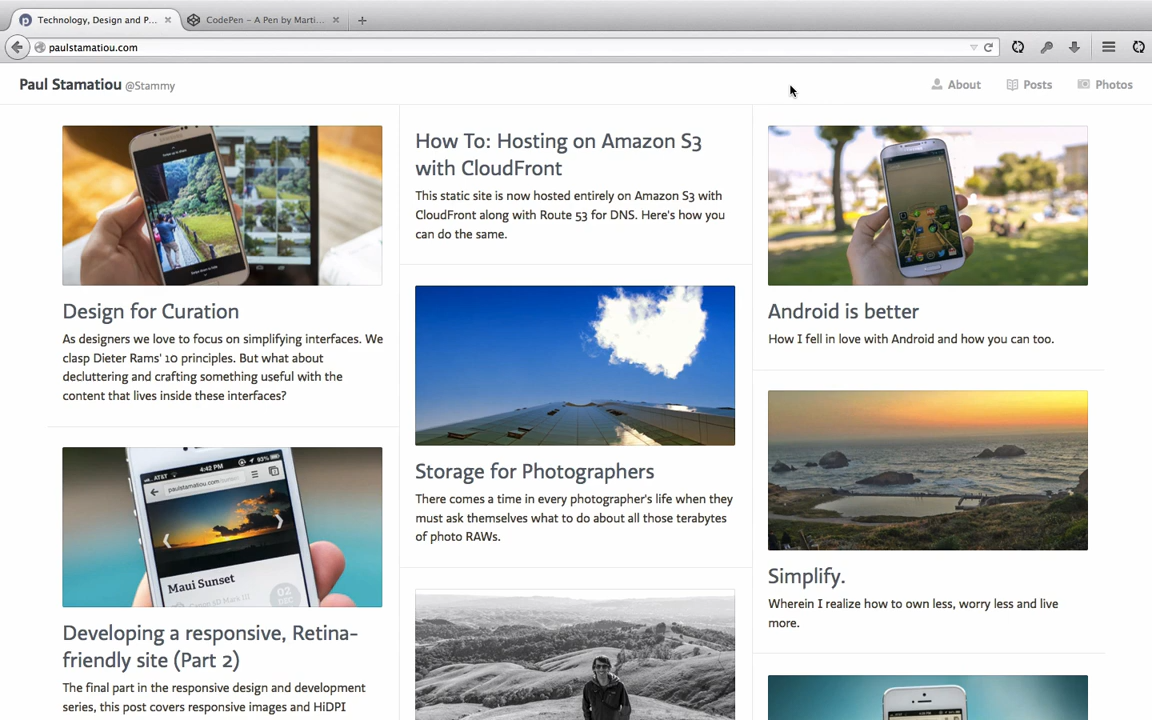 Technology, Design and P...
CodePen - A Pen by Marti...
paulstamatiou.com
Paul Stamatiou @Stammy
About
Posts
Photos
Design for Curation
As designers we love to focus on simplifying interfaces. We
clasp Dieter Rams' 10 principles. But what about
decluttering and crafting something useful with the
content that lives inside these interfaces?
4:42 PM
93%
paulstamatiou.com
Maui Sunset
02
DEC
Developing a responsive, Retina-
friendly site (Part 2)
The final part in the responsive design and development
series, this post covers responsive images and HiDPI
How To: Hosting on Amazon S3
with CloudFront
This static site is now hosted entirely on Amazon S3 with
CloudFront along with Route 53 for DNS. Here's how you
can do the same.
Storage for Photographers
There comes a time in every photographer's life when they
must ask themselves what to do about all those terabytes
of photo RAWs.
Android is better
How I fell in love with Android and how you can too.
Simplify.
Wherein I realize how to own less, worry less and live
more.